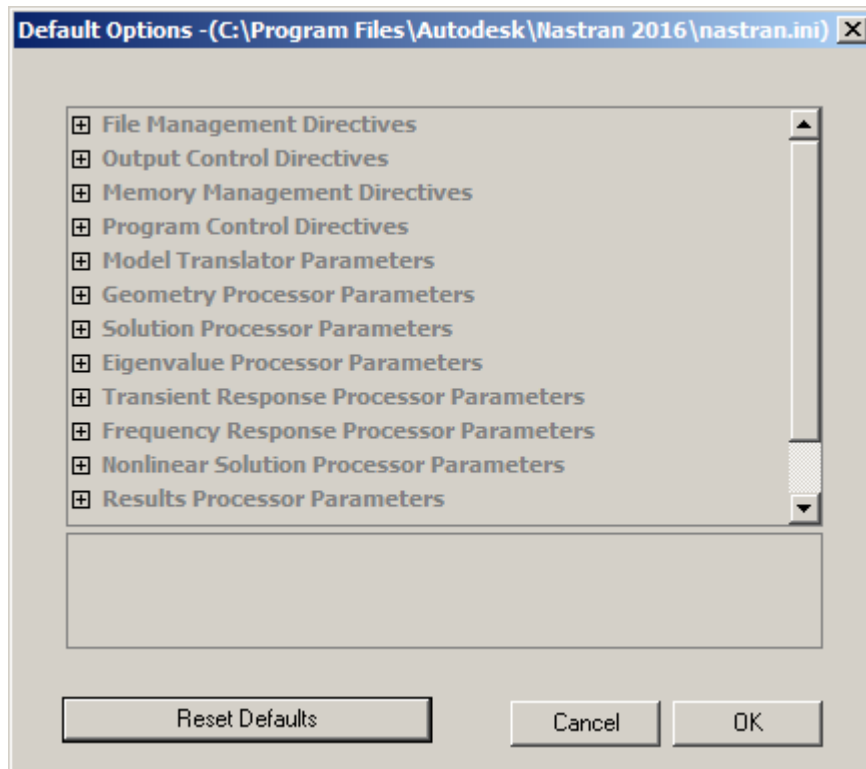 Default Options -(C:\Program Files\Autodesk\Nastran 2016\nastran.ini)
File Management Directives
Output Control Directives
Memory Management Directives
Program Control Directives
Model Translator Parameters
Geometry Processor Parameters
Solution Processor Parameters
Eigenvalue Processor Parameters
Transient Response Processor Parameters
Frequency Response Processor Parameters
Nonlinear Solution Processor Parameters
Results Processor Parameters
Reset Defaults
Cancel
OK